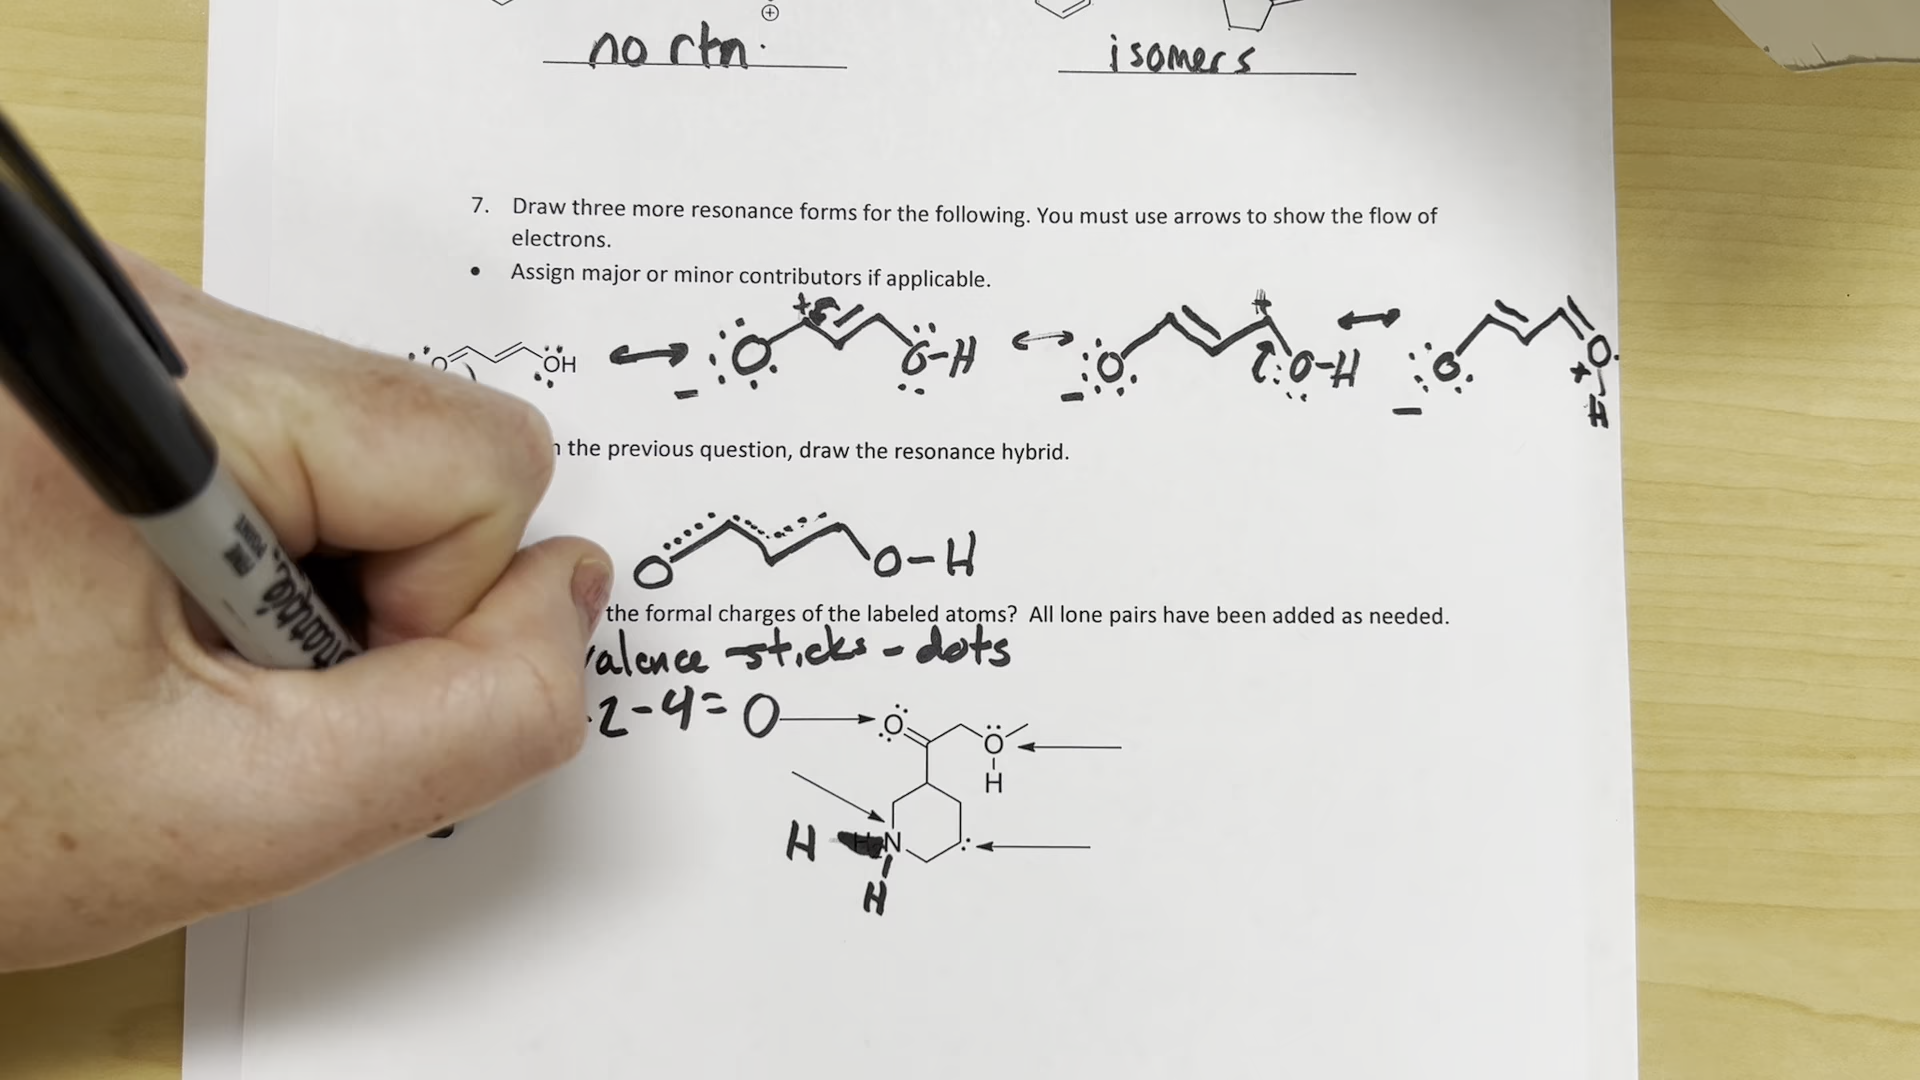 no rxn.
isomers
7. Draw three more resonance forms for the following. You must use arrows to show the flow of
electrons.
• Assign major or minor contributors if applicable.
O OH ↔ O O-H ↔ O O-H ↔ O
+ + +
- - - H
the previous question, draw the resonance hybrid.
O O-H
the formal charges of the labeled atoms? All lone pairs have been added as needed.
valence - sticks - dots
2-4=0 O O
H
H N
H
FINE
POINT